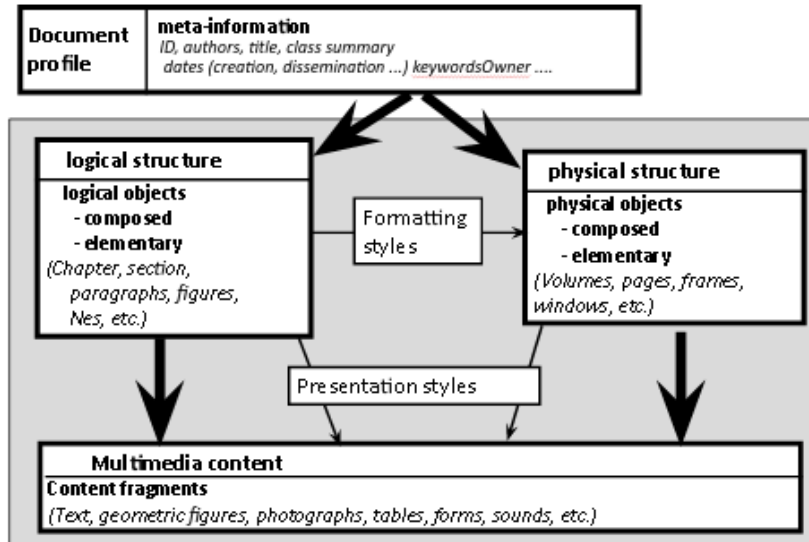 Document profile
meta-information
ID, authors, title, class summary
dates (creation, dissemination ...) keywordsOwner ....
logical structure
logical objects
- composed
- elementary
(Chapter, section,
paragraphs, figures,
Nes, etc.)
Formatting
styles
physical structure
physical objects
- composed
- elementary
(Volumes, pages, frames,
windows, etc.)
Presentation styles
Multimedia content
Content fragments
(Text, geometric figures, photographs, tables, forms, sounds, etc.)